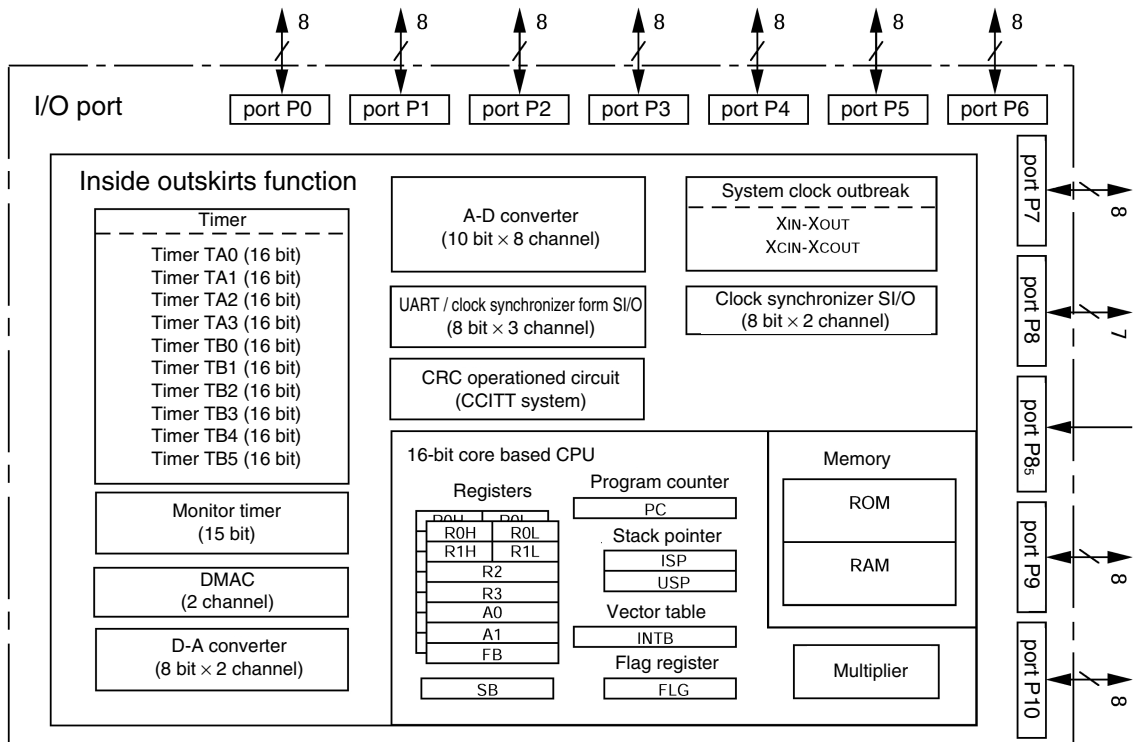 8 8 8 8 8 8 8
I/O port
port P0 port P1 port P2 port P3 port P4 port P5 port P6
Inside outskirts function
Timer
Timer TA0 (16 bit)
Timer TA1 (16 bit)
Timer TA2 (16 bit)
Timer TA3 (16 bit)
Timer TB0 (16 bit)
Timer TB1 (16 bit)
Timer TB2 (16 bit)
Timer TB3 (16 bit)
Timer TB4 (16 bit)
Timer TB5 (16 bit)
Monitor timer
(15 bit)
DMAC
(2 channel)
D-A converter
(8 bit × 2 channel)
A-D converter
(10 bit × 8 channel)
UART / clock synchronizer form SI/O
(8 bit × 3 channel)
CRC operationed circuit
(CCITT system)
System clock outbreak
XIN-XOUT
XCIN-XCOUT
Clock synchronizer SI/O
(8 bit × 2 channel)
16-bit core based CPU
Registers
R0H R0L
R0H R0L
R1H R1L
R2
R3
A0
A1
FB
SB
Program counter
PC
Stack pointer
ISP
USP
Vector table
INTB
Flag register
FLG
Memory
ROM
RAM
Multiplier
port P7
8
port P8
7
port P85
port P9
8
port P10
8